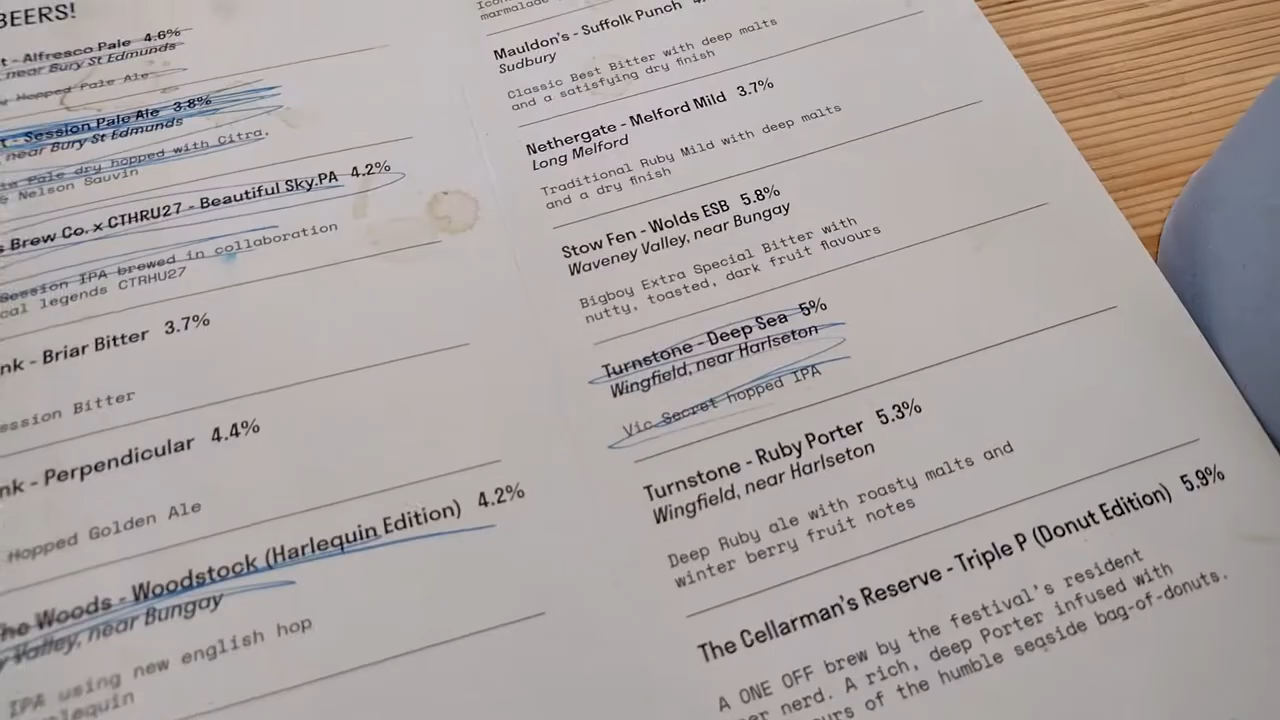 BEERS!
- Alfresco Pale 4.6%
near Bury St Edmunds
Hopped Pale Ale
- Session Pale Ale 3.8%
near Bury St Edmunds
Pale dry hopped with Citra,
& Nelson Sauvin
Brew Co. x CTHRU27 - Beautiful Sky.PA 4.2%
Session IPA brewed in collaboration
legends CTRHU27
- Briar Bitter 3.7%
Bitter
- Perpendicular 4.4%
Hopped Golden Ale
Woods - Woodstock (Harlequin Edition) 4.2%
Valley, near Bungay
IPA using new english hop
marmalade
Mauldon's - Suffolk Punch
Sudbury
Classic Best Bitter with deep malts
and a satisfying dry finish
Nethergate - Melford Mild 3.7%
Long Melford
Traditional Ruby Mild with deep malts
and a dry finish
Stow Fen - Wolds ESB 5.8%
Waveney Valley, near Bungay
Bigboy Extra Special Bitter with
nutty, toasted, dark fruit flavours
Turnstone - Deep Sea 5%
Wingfield, near Harlseton
Vic Secret hopped IPA
Turnstone - Ruby Porter 5.3%
Wingfield, near Harlseton
Deep Ruby ale with roasty malts and
winter berry fruit notes
The Cellarman's Reserve - Triple P (Donut Edition) 5.9%
A ONE OFF brew by the festival's resident
nerd. A rich, deep Porter infused with
of the humble seaside bag-of-donuts.